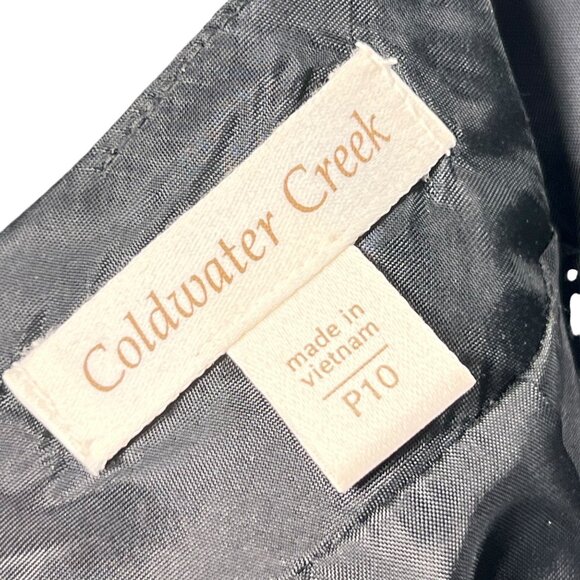 Coldwater Creek
made in
vietnam
P10